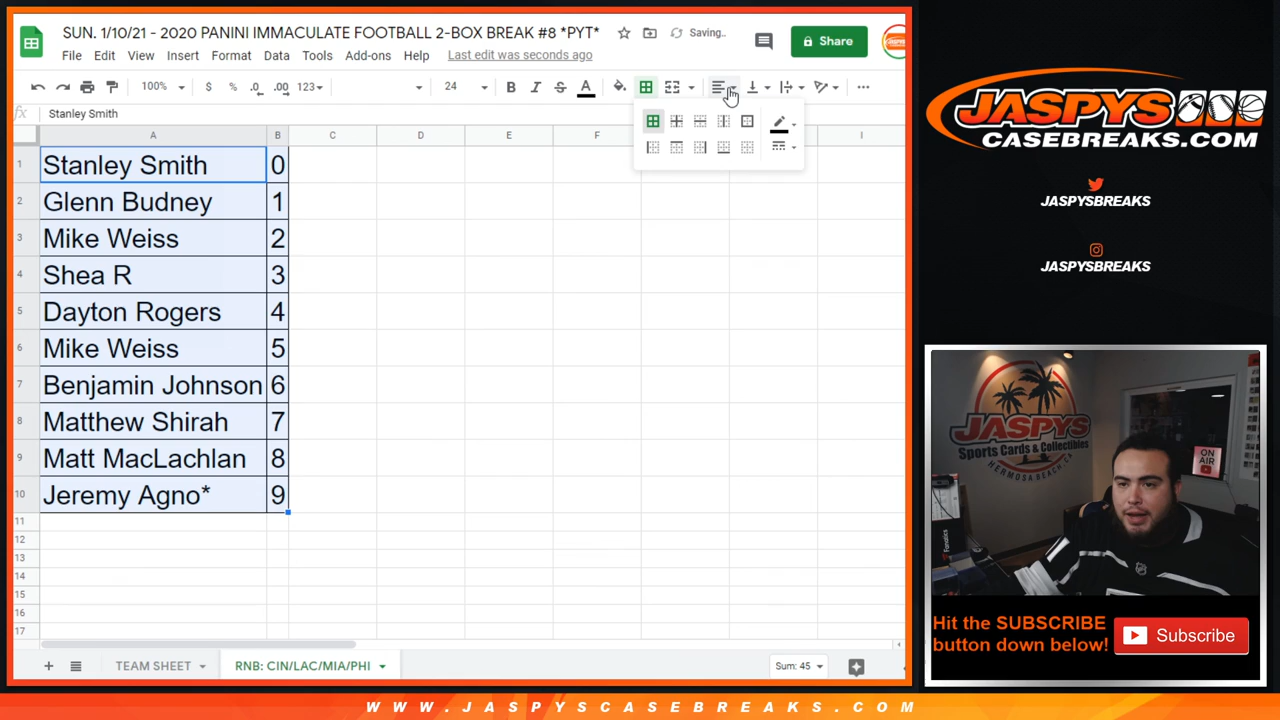 SUN. 1/10/21 - 2020 PANINI IMMACULATE FOOTBALL 2-BOX BREAK #8 *PYT*
Saving...
Share
File Edit View Insert Format Data Tools Add-ons Help Last edit was seconds ago
100% $ % .0 .00 123 24 B I S A
fx Stanley Smith
A B C D E F I
1 Stanley Smith 0
2 Glenn Budney 1
3 Mike Weiss 2
4 Shea R 3
5 Dayton Rogers 4
6 Mike Weiss 5
7 Benjamin Johnson 6
8 Matthew Shirah 7
9 Matt MacLachlan 8
10 Jeremy Agno* 9
11
12
13
14
15
16
17
TEAM SHEET RNB: CIN/LAC/MIA/PHI Sum: 45
JASPYS
CASEBREAKS.COM
JASPYSBREAKS
JASPYSBREAKS
JASPYS
Sports Cards & Collectibles
HERMOSA BEACH, CA
ON AIR
Fanatics
Hit the SUBSCRIBE
button down below!
Subscribe
WWW.JASPYSCASEBREAKS.COM